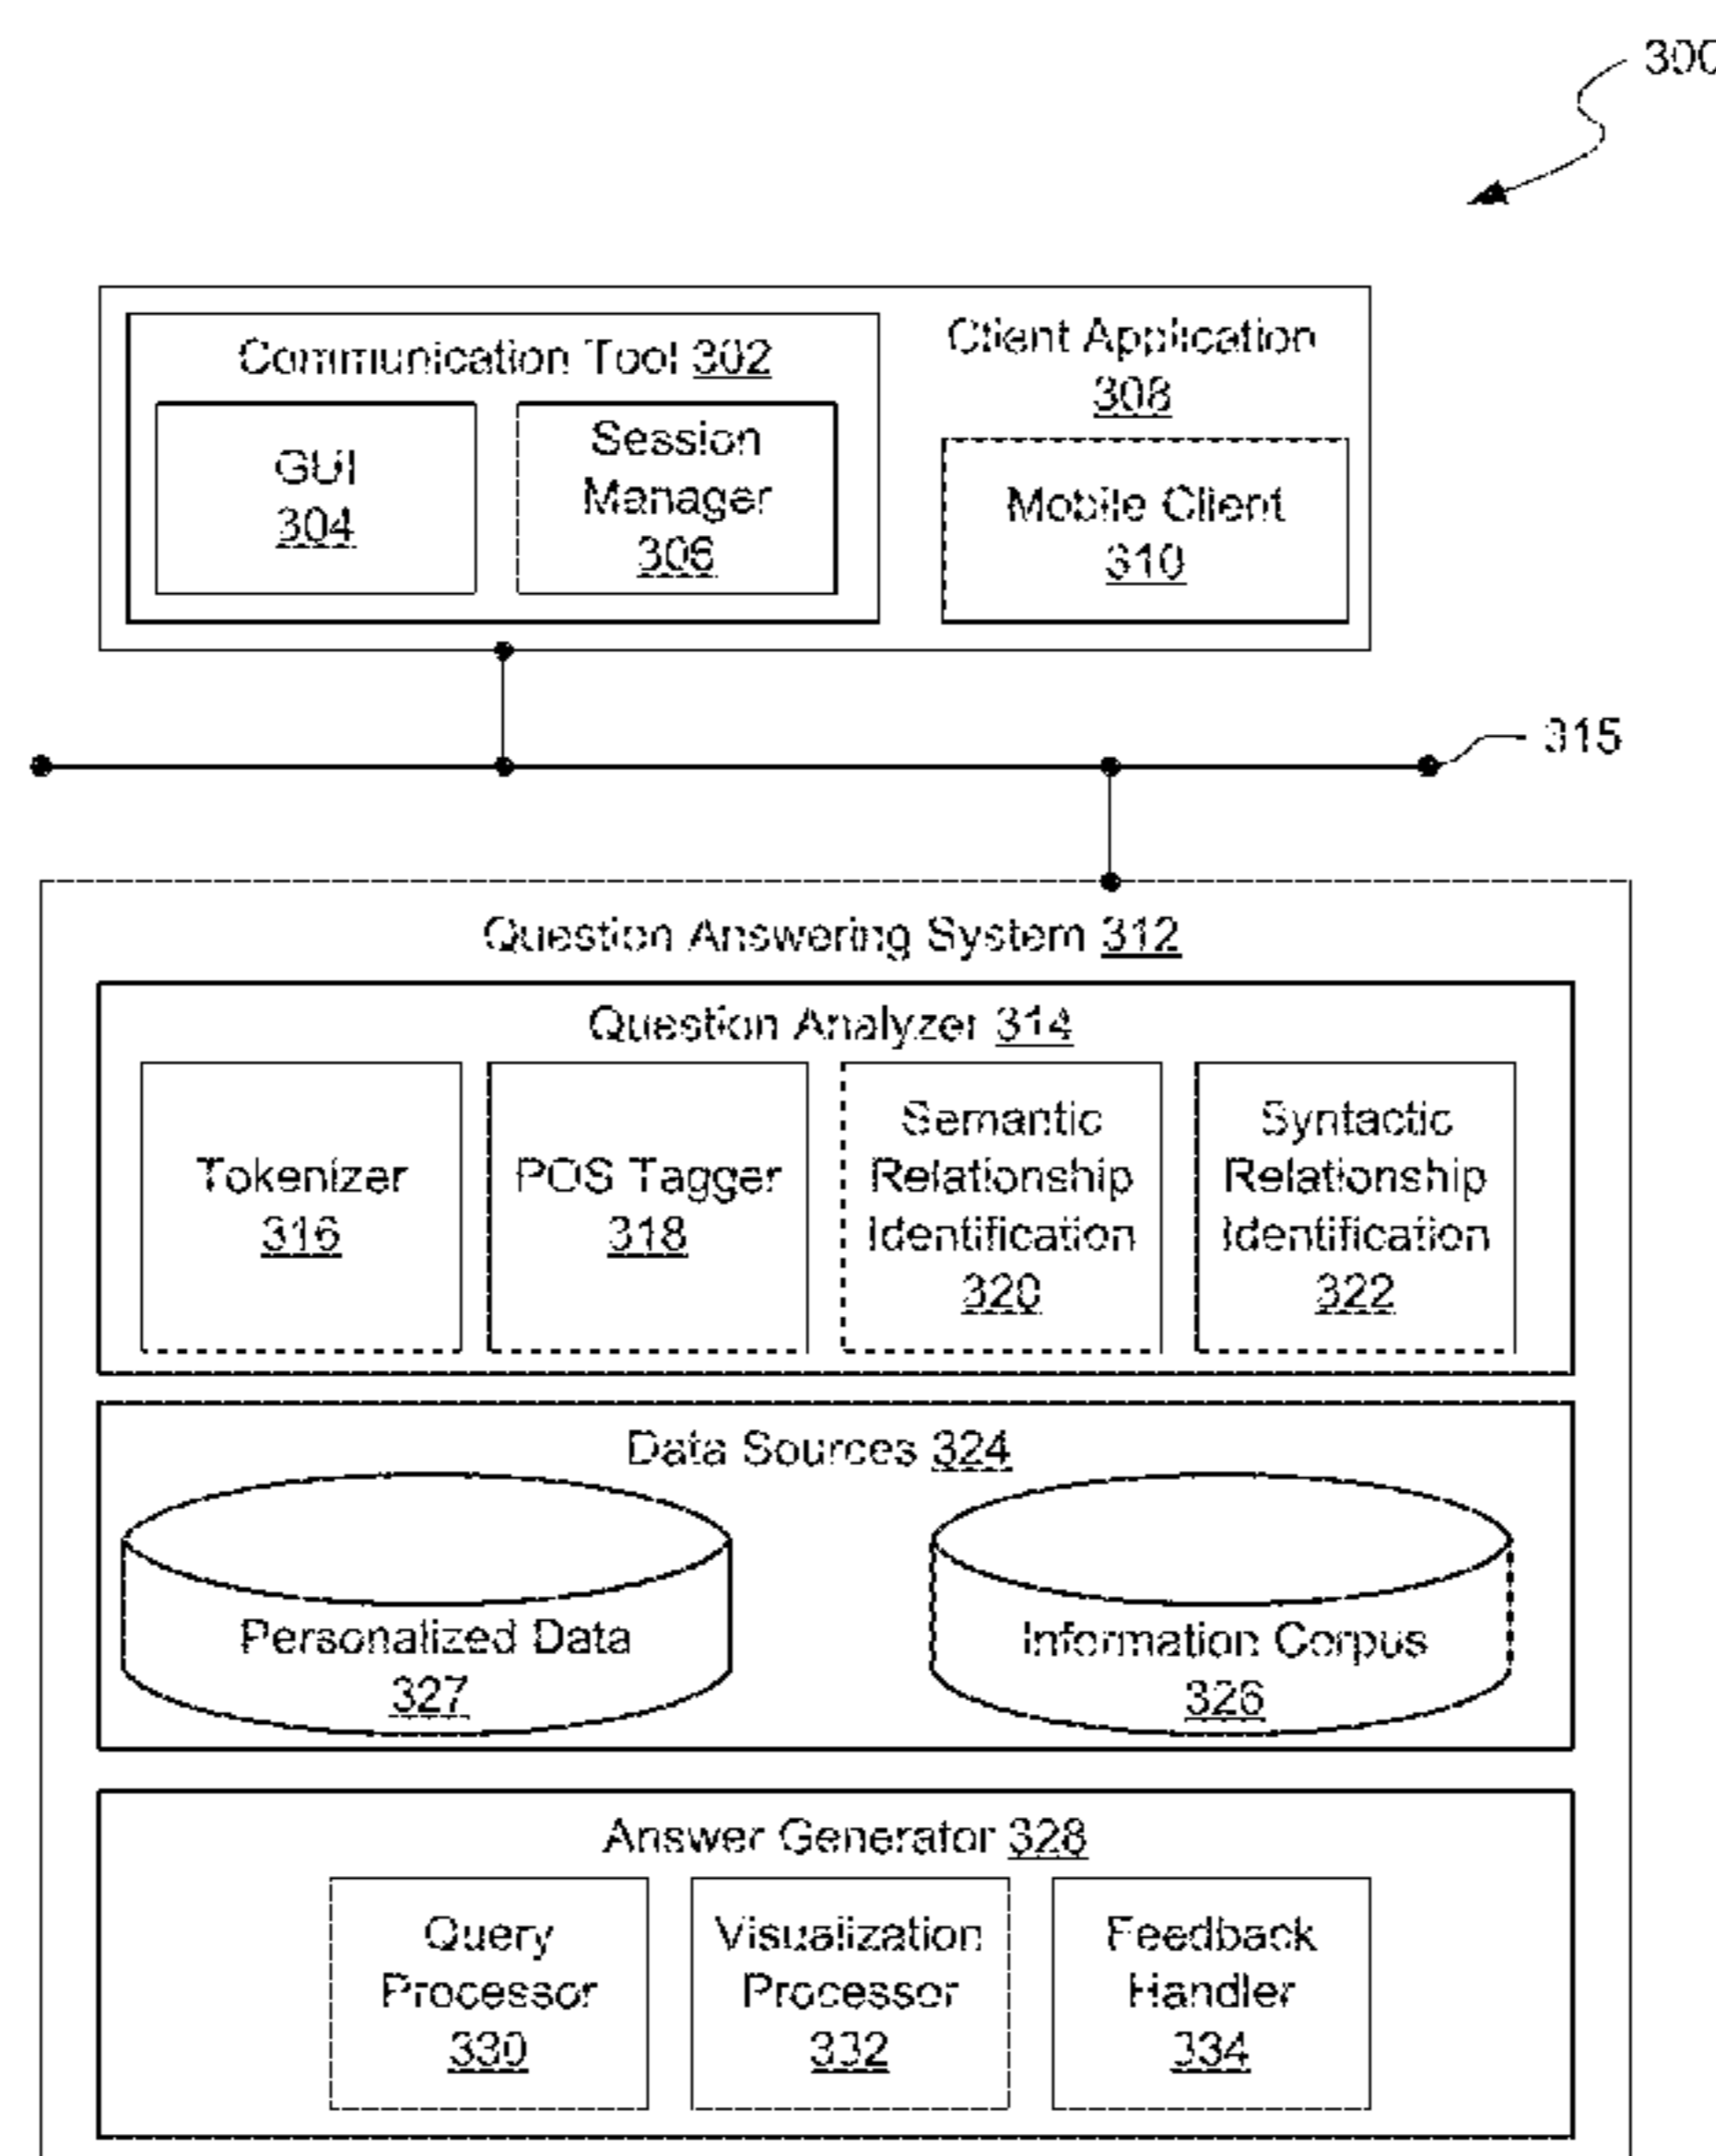 300
Communication Tool 302
Client Application
308
GUI
304
Session
Manager
306
Mobile Client
310
315
Question Answering System 312
Question Analyzer 314
Tokenizer
316
POS Tagger
318
Semantic
Relationship
Identification
320
Syntactic
Relationship
Identification
322
Data Sources 324
Personalized Data
327
Information Corpus
326
Answer Generator 328
Query
Processor
330
Visualization
Processor
332
Feedback
Handler
334